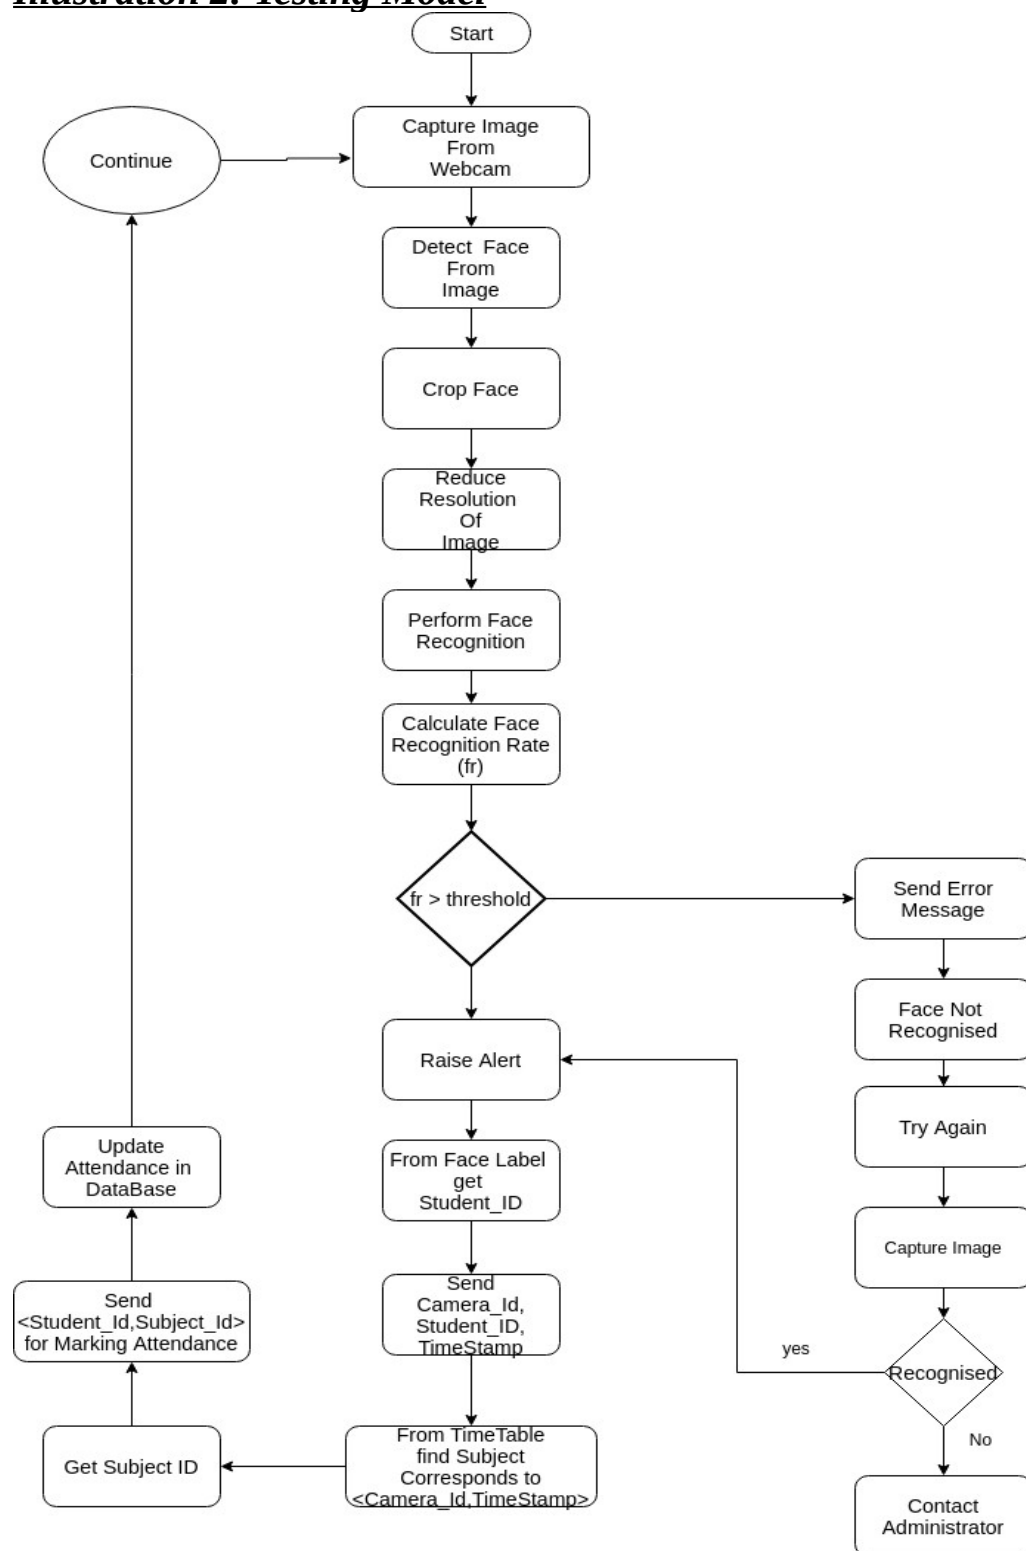 Illustration 2: Testing Model
Start
Continue
Capture Image
From
Webcam
Detect Face
From
Image
Crop Face
Reduce
Resolution
Of
Image
Perform Face
Recognition
Calculate Face
Recognition Rate
(fr)
fr > threshold
Send Error
Message
Face Not
Recognised
Raise Alert
Try Again
Update
Attendance in
DataBase
From Face Label
get
Student_ID
Capture Image
Send
<Student_Id,Subject_Id>
for Marking Attendance
Send
Camera_Id,
Student_ID,
TimeStamp
yes
Recognised
No
Get Subject ID
From TimeTable
find Subject
Corresponds to
<Camera_Id,TimeStamp>
Contact
Administrator